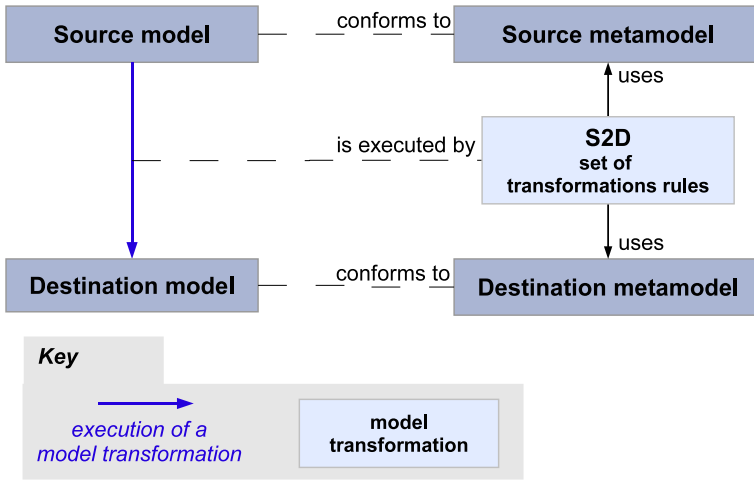 Source model
conforms to
Source metamodel
uses
is executed by
S2D
set of
transformations rules
uses
Destination model
conforms to
Destination metamodel
Key
execution of a
model transformation
model
transformation